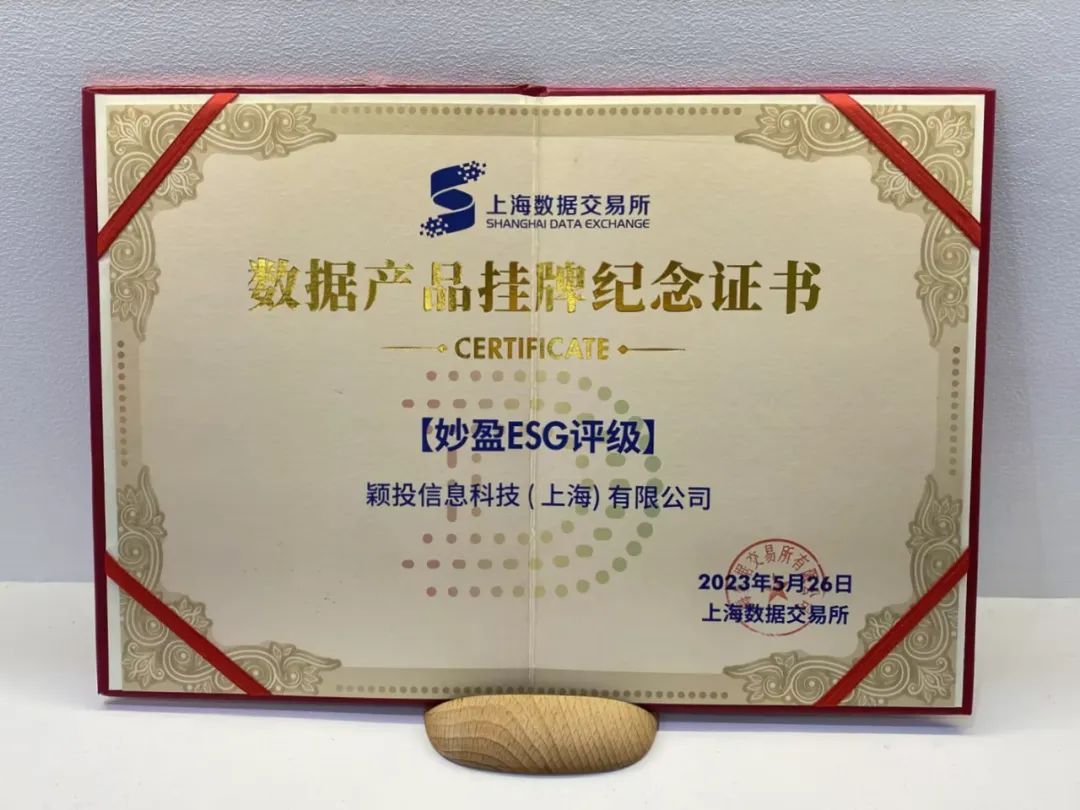 上海数据交易所
SHANGHAI DATA EXCHANGE
数据产品挂牌纪念证书
CERTIFICATE
【妙盈ESG评级】
颖投信息科技(上海)有限公司
2023年5月26日
上海数据交易所